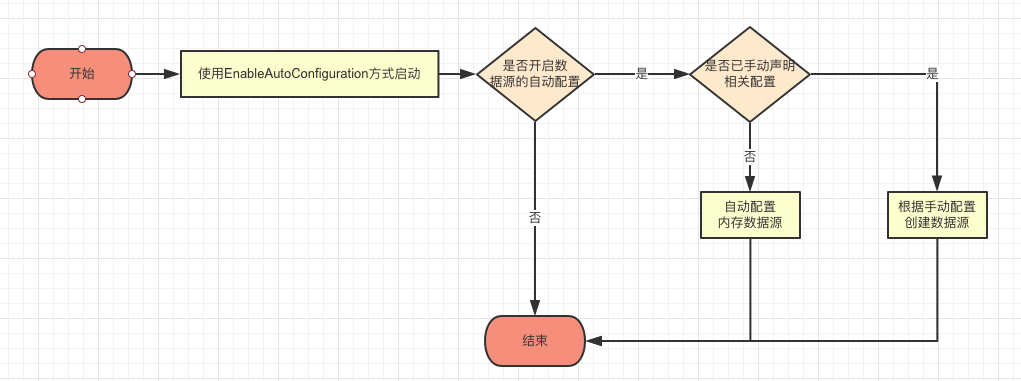 开始
使用EnableAutoConfiguration方式启动
是否开启数
据源的自动配置
是
是否已手动声明
相关配置
是
否
否
自动配置
内存数据源
根据手动配置
创建数据源
结束